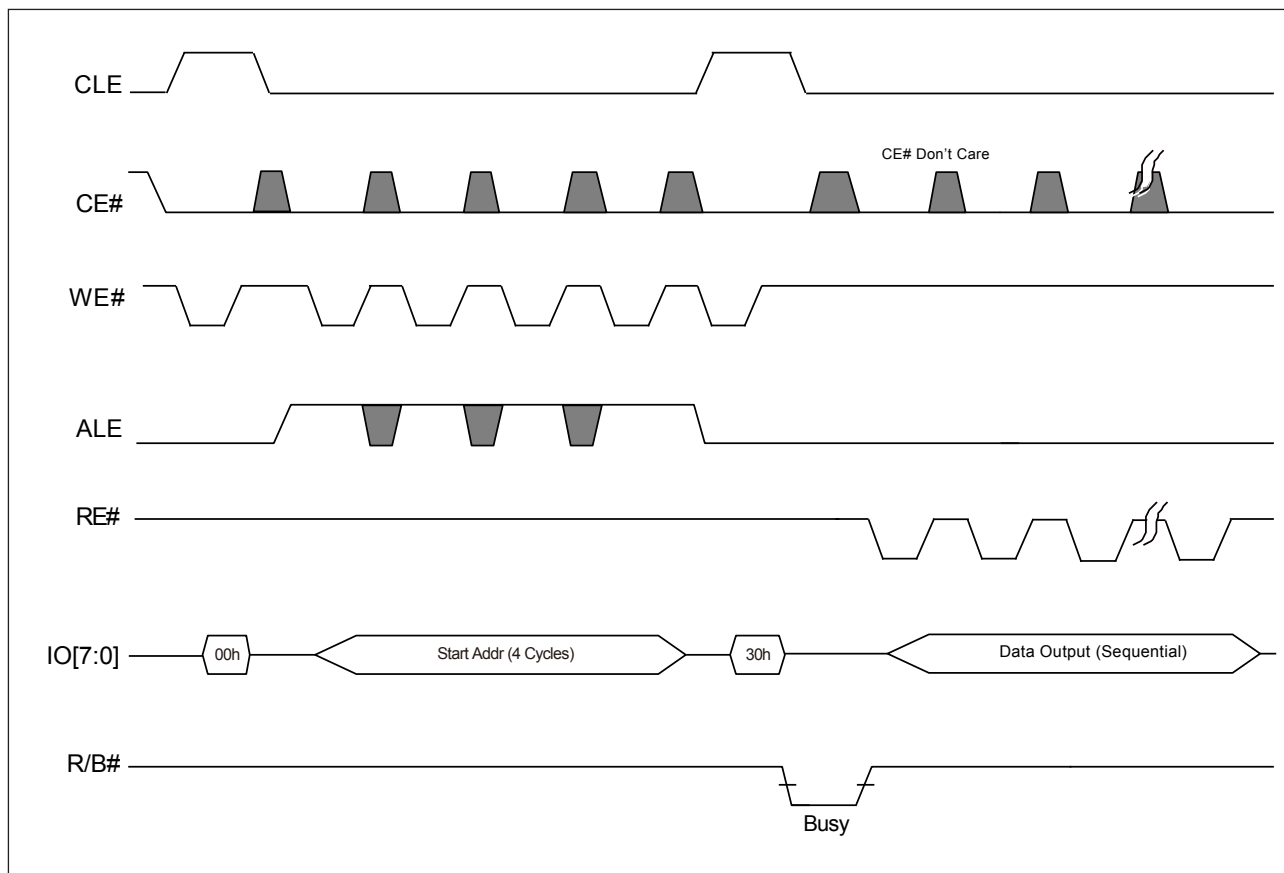 CLE
CE# Don't Care
CE#
WE#
ALE
RE#
IO[7:0]
00h
Start Addr (4 Cycles)
30h
Data Output (Sequential)
R/B#
Busy